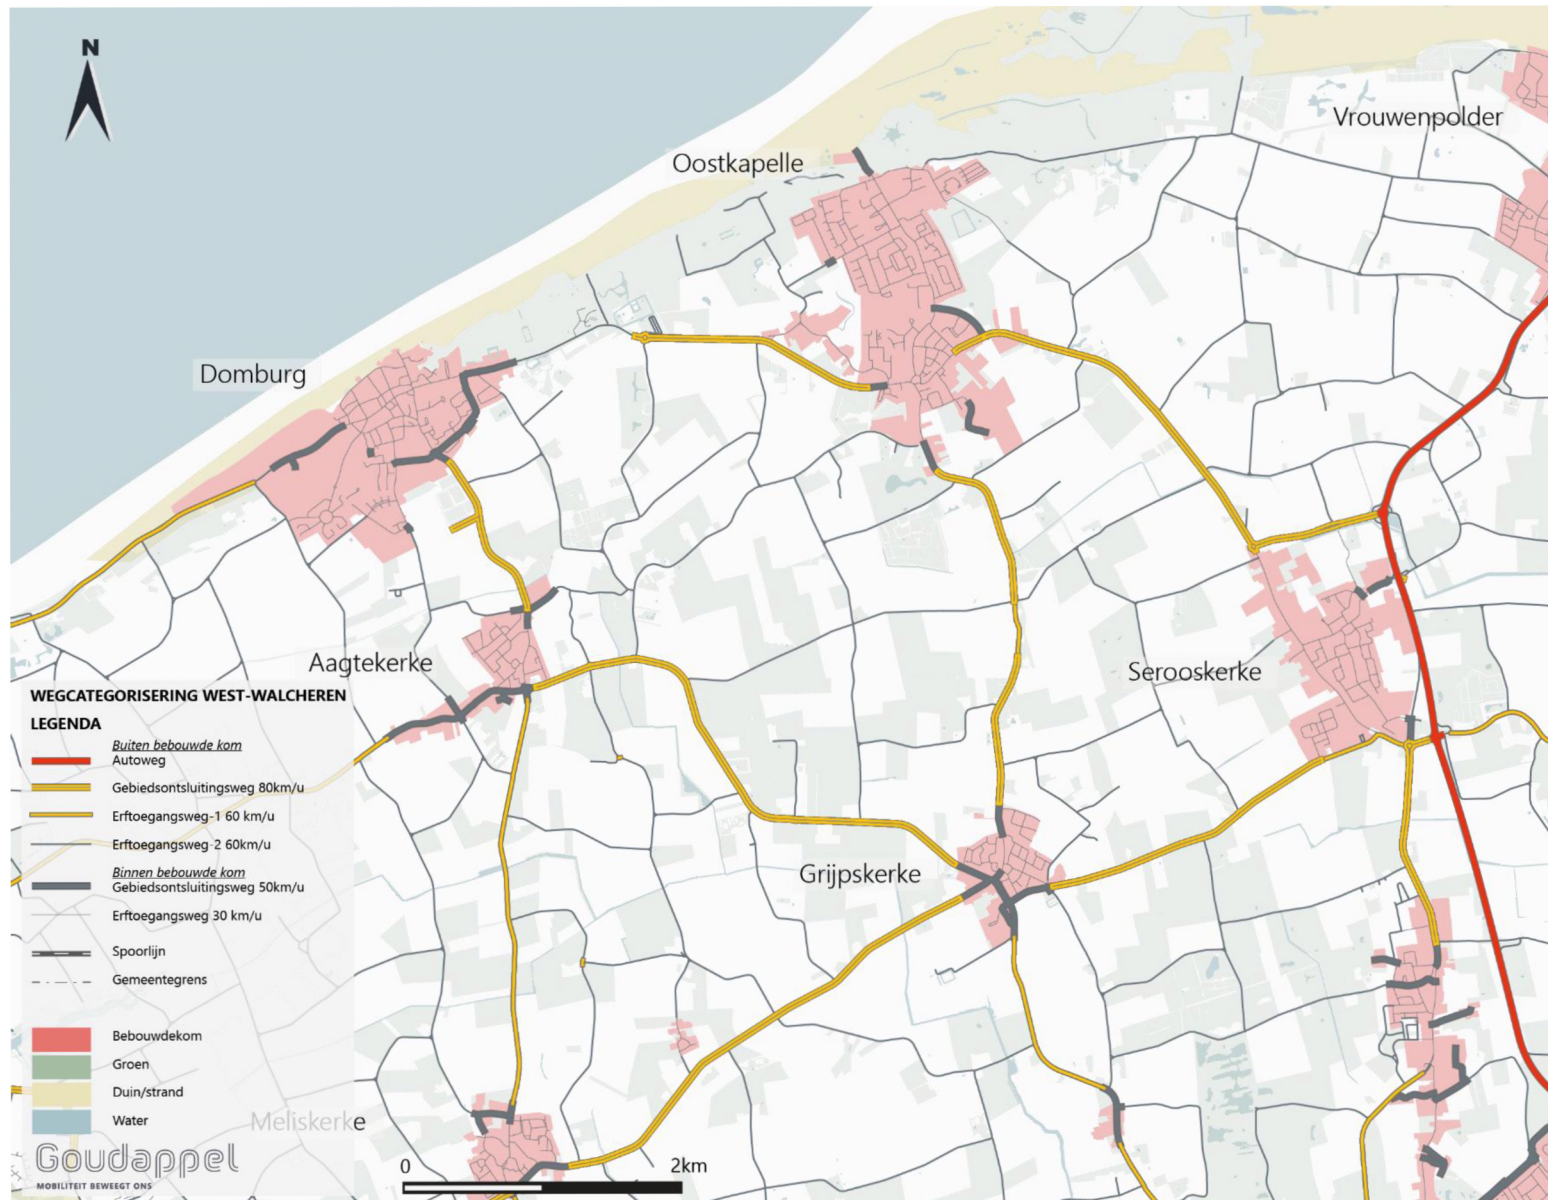 N
Vrouwenpolder
Oostkapelle
Domburg
Aagtekerke
Serooskerke
Grijpskerke
Meliskerke
WEGCATEGORISERING WEST-WALCHEREN
LEGENDA
Buiten bebouwde kom
Autoweg
Gebiedsontsluitingsweg 80km/u
Erftoegangsweg-1 60 km/u
Erftoegangsweg-2 60km/u
Binnen bebouwde kom
Gebiedsontsluitingsweg 50km/u
Erftoegangsweg 30 km/u
Spoorlijn
Gemeentegrens
Bebouwdekom
Groen
Duin/strand
Water
Goudappel
MOBILITEIT BEWEEGT ONS
0 2km